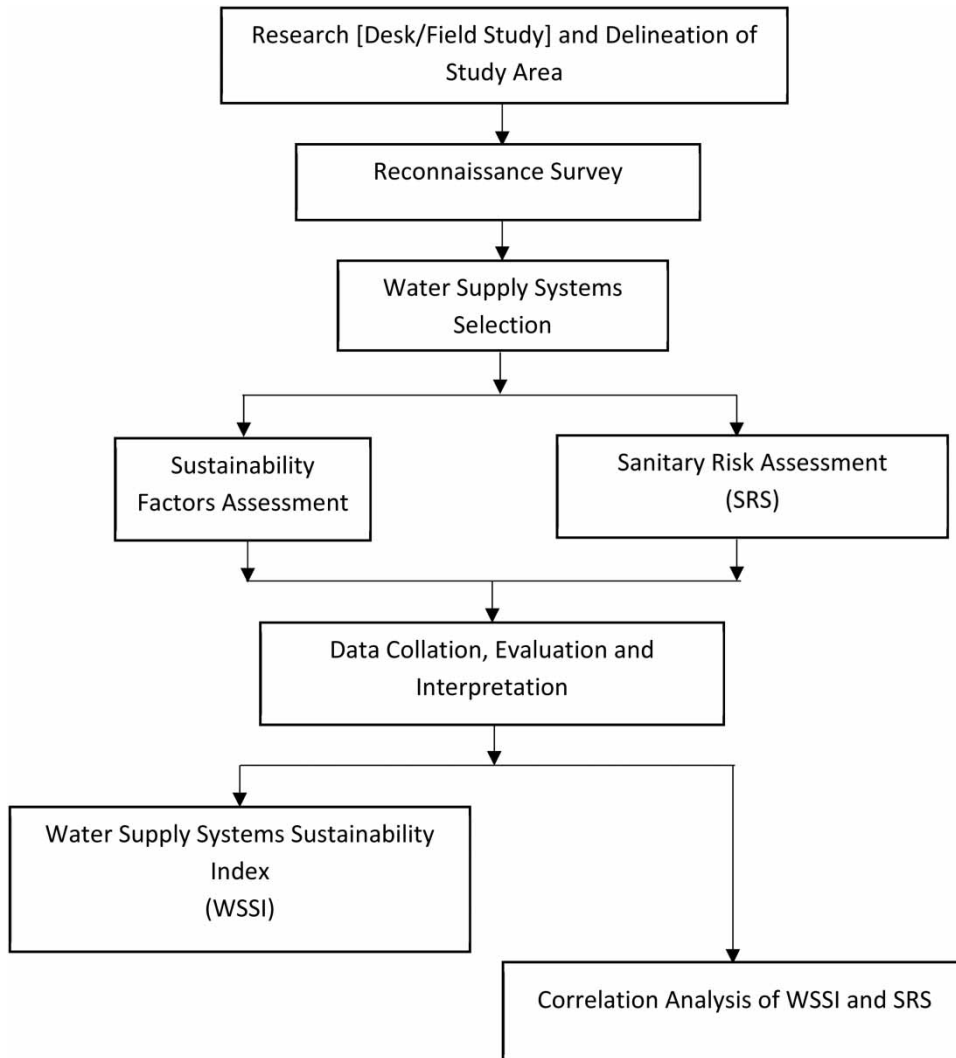 Research [Desk/Field Study] and Delineation of
Study Area
Reconnaissance Survey
Water Supply Systems
Selection
Sustainability
Factors Assessment
Sanitary Risk Assessment
(SRS)
Data Collation, Evaluation and
Interpretation
Water Supply Systems Sustainability
Index
(WSSI)
Correlation Analysis of WSSI and SRS